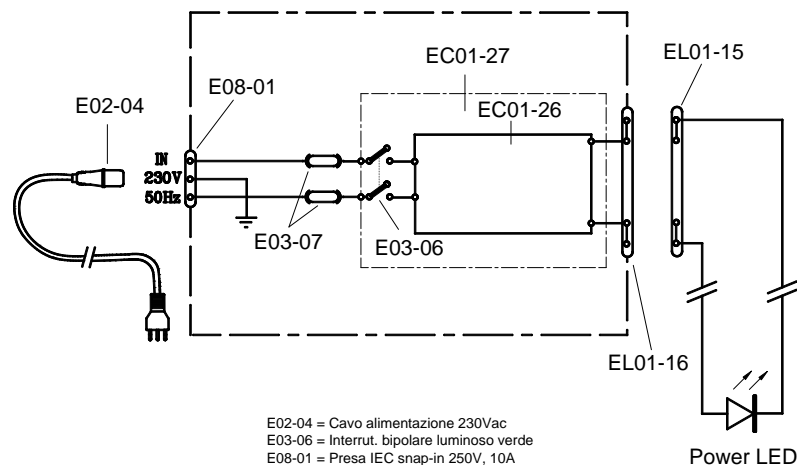 EC01-27
EL01-15
E08-01
EC01-26
E02-04
IN
230V
50Hz
E03-07
E03-06
EL01-16
E02-04 = Cavo alimentazione 230Vac
E03-06 = Interrut. bipolare luminoso verde
E08-01 = Presa IEC snap-in 250V, 10A
Power LED